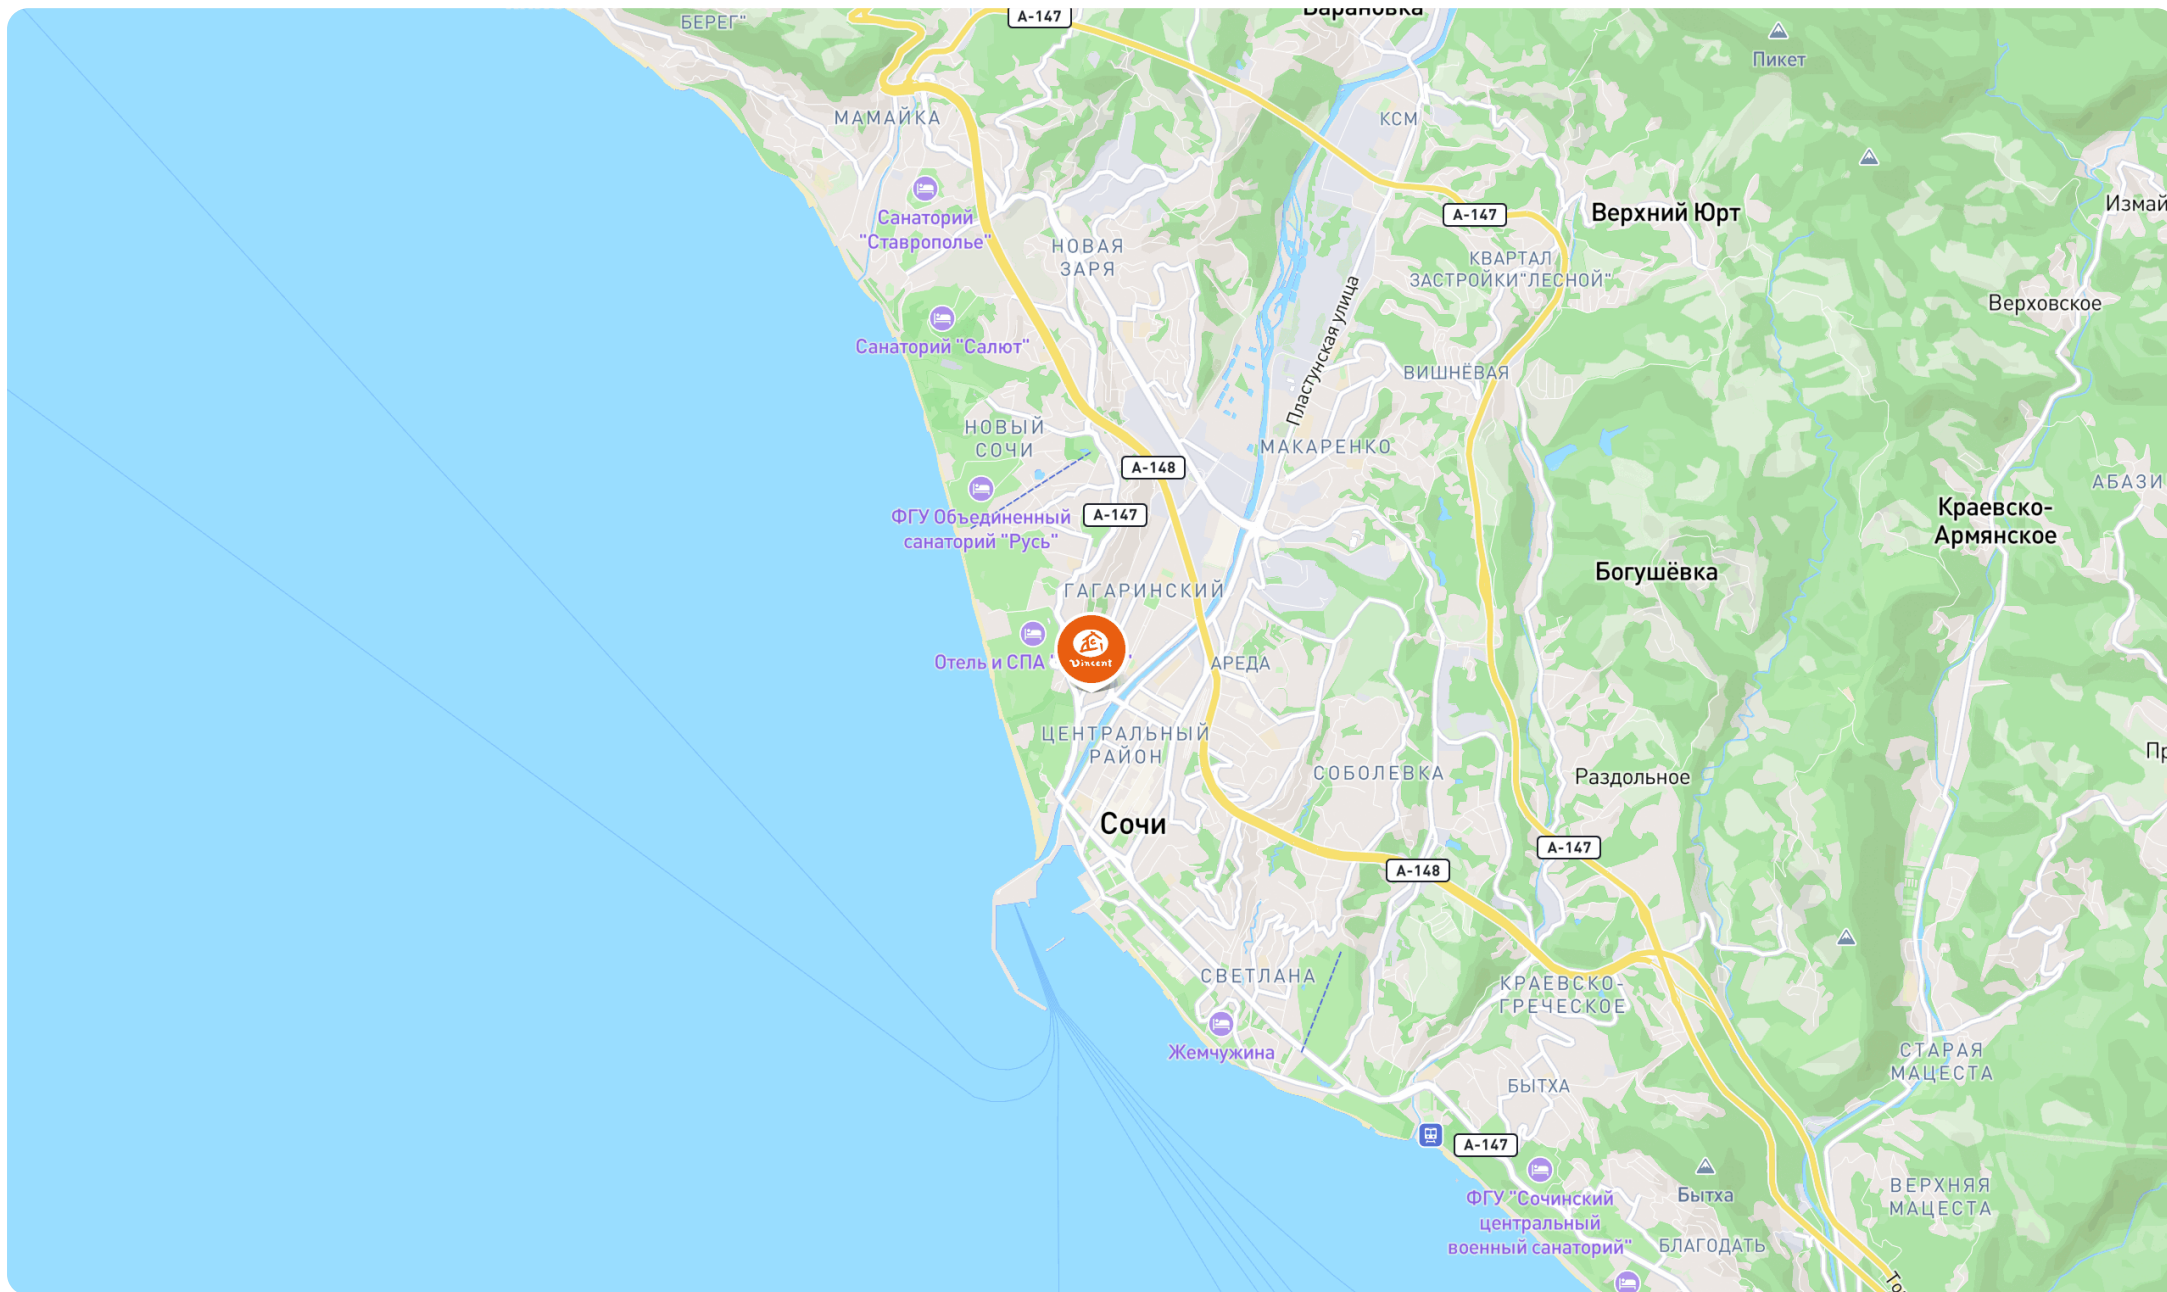 БЕРЕГ"
А-147
Барановка
Пикет
МАМАЙКА
КСМ
Санаторий
"Ставрополье"
А-147
Верхний Юрт
НОВАЯ
ЗАРЯ
КВАРТАЛ
ЗАСТРОЙКИ"ЛЕСНОЙ"
Верховское
Санаторий "Салют"
Пластунская улица
ВИШНЁВАЯ
НОВЫЙ
СОЧИ
МАКАРЕНКО
А-148
АБАЗИ
ФГУ Объединенный
санаторий "Русь"
А-147
Краевско-
Армянское
Богушёвка
ГАГАРИНСКИЙ
Vincent
Отель и СПА
АРЕДА
ЦЕНТРАЛЬНЫЙ
РАЙОН
СОБОЛЕВКА
Раздольное
Сочи
А-147
А-148
СВЕТЛАНА
КРАЕВСКО-
ГРЕЧЕСКОЕ
Жемчужина
СТАРАЯ
МАЦЕСТА
БЫТХА
А-147
ФГУ "Сочинский
центральный
военный санаторий"
Бытха
ВЕРХНЯЯ
МАЦЕСТА
БЛАГОДАТЬ